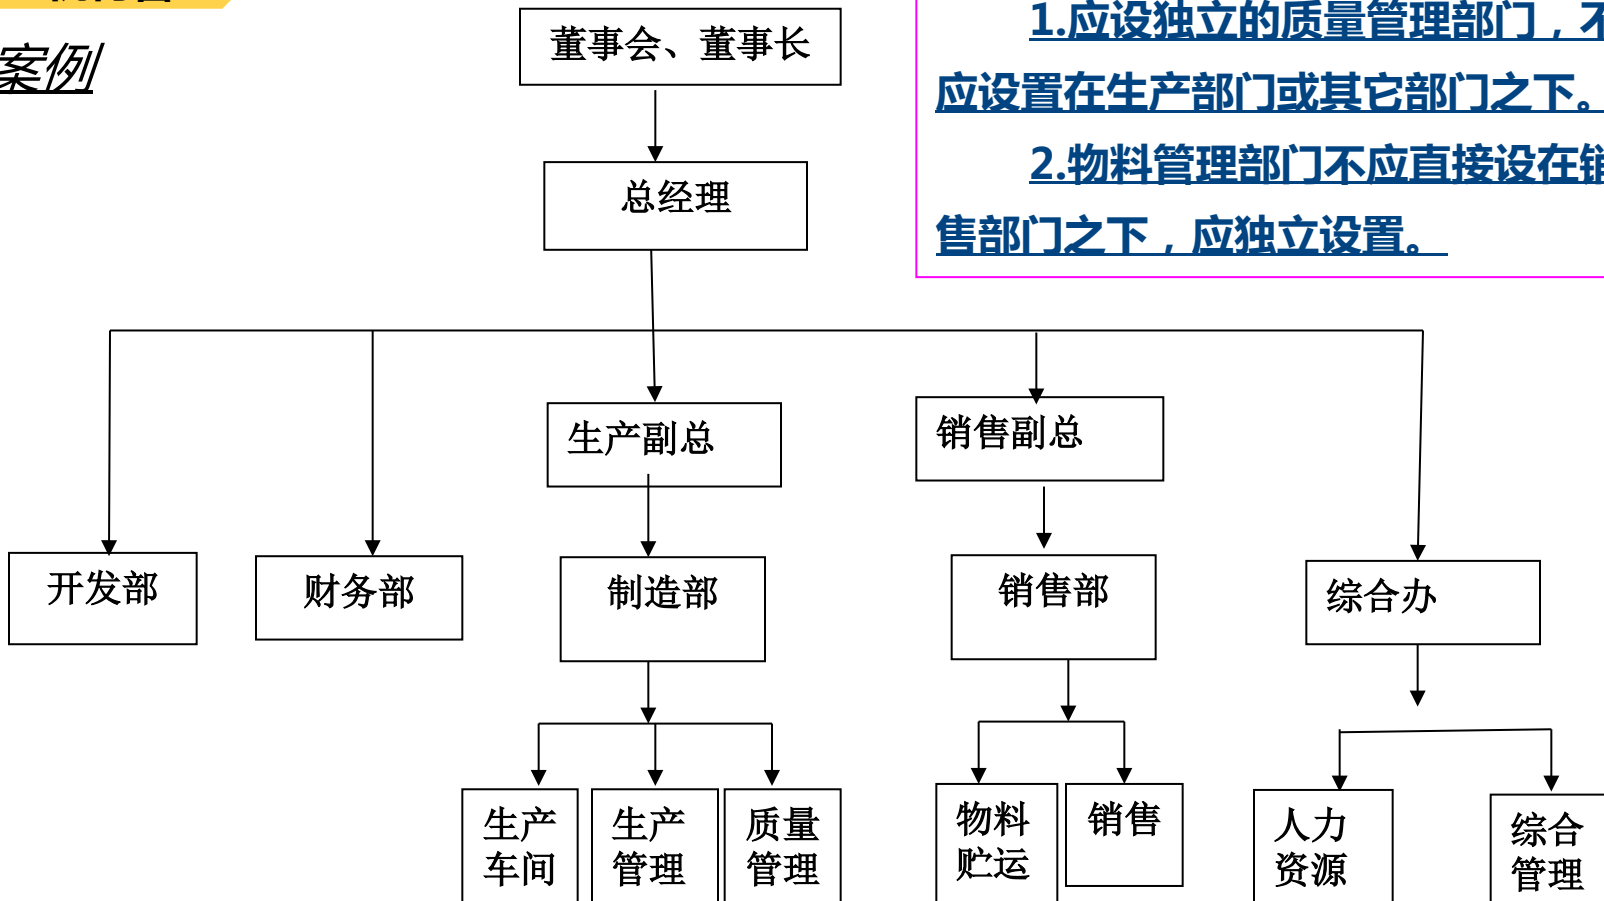 案例
董事会、董事长
1.应设独立的质量管理部门，不
应设置在生产部门或其它部门之下。
2.物料管理部门不应直接设在销
售部门之下，应独立设置。
总经理
生产副总
销售副总
开发部
财务部
制造部
销售部
综合办
生产
车间
生产
管理
质量
管理
物料
贮运
销售
人力
资源
综合
管理